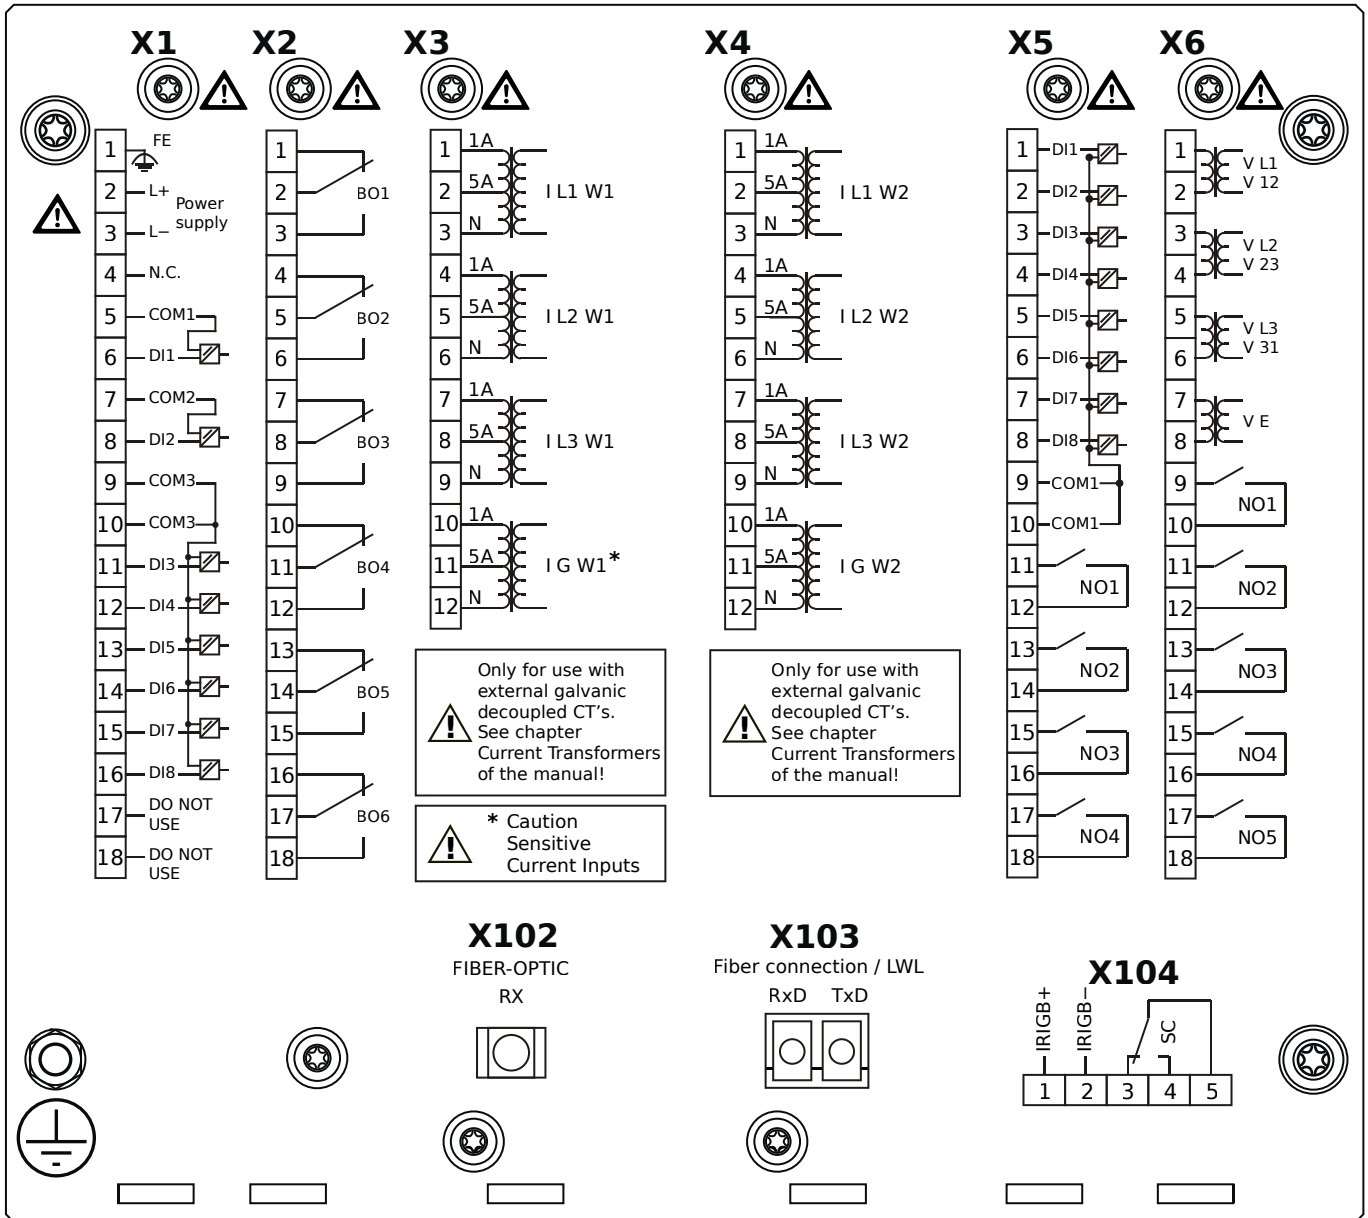 X1
X2
X3
X4
X5
X6
1 FE
2 L+
Power
supply
3 L−
4 N.C.
5 COM1
6 DI1
7 COM2
8 DI2
9 COM3
10 COM3
11 DI3
12 DI4
13 DI5
14 DI6
15 DI7
16 DI8
17 DO NOT
USE
18 DO NOT
USE
1
2 BO1
3
4
5 BO2
6
7
8 BO3
9
10
11 BO4
12
13
14 BO5
15
16
17 BO6
18
1 1A
2 5A I L1 W1
3 N
4 1A
5 5A I L2 W1
6 N
7 1A
8 5A I L3 W1
9 N
10 1A
11 5A I G W1*
12 N
Only for use with
external galvanic
decoupled CT's.
See chapter
Current Transformers
of the manual!
* Caution
Sensitive
Current Inputs
1 1A
2 5A I L1 W2
3 N
4 1A
5 5A I L2 W2
6 N
7 1A
8 5A I L3 W2
9 N
10 1A
11 5A I G W2
12 N
Only for use with
external galvanic
decoupled CT's.
See chapter
Current Transformers
of the manual!
1 DI1
2 DI2
3 DI3
4 DI4
5 DI5
6 DI6
7 DI7
8 DI8
9 COM1
10 COM1
11
NO1
12
13
NO2
14
15
NO3
16
17
NO4
18
1 V L1
2 V 12
3 V L2
4 V 23
5 V L3
6 V 31
7
V E
8
9
NO1
10
11
NO2
12
13
NO3
14
15
NO4
16
17
NO5
18
X102
FIBER-OPTIC
RX
X103
Fiber connection / LWL
RxD TxD
X104
IRIGB+
IRIGB−
SC
1 2 3 4 5